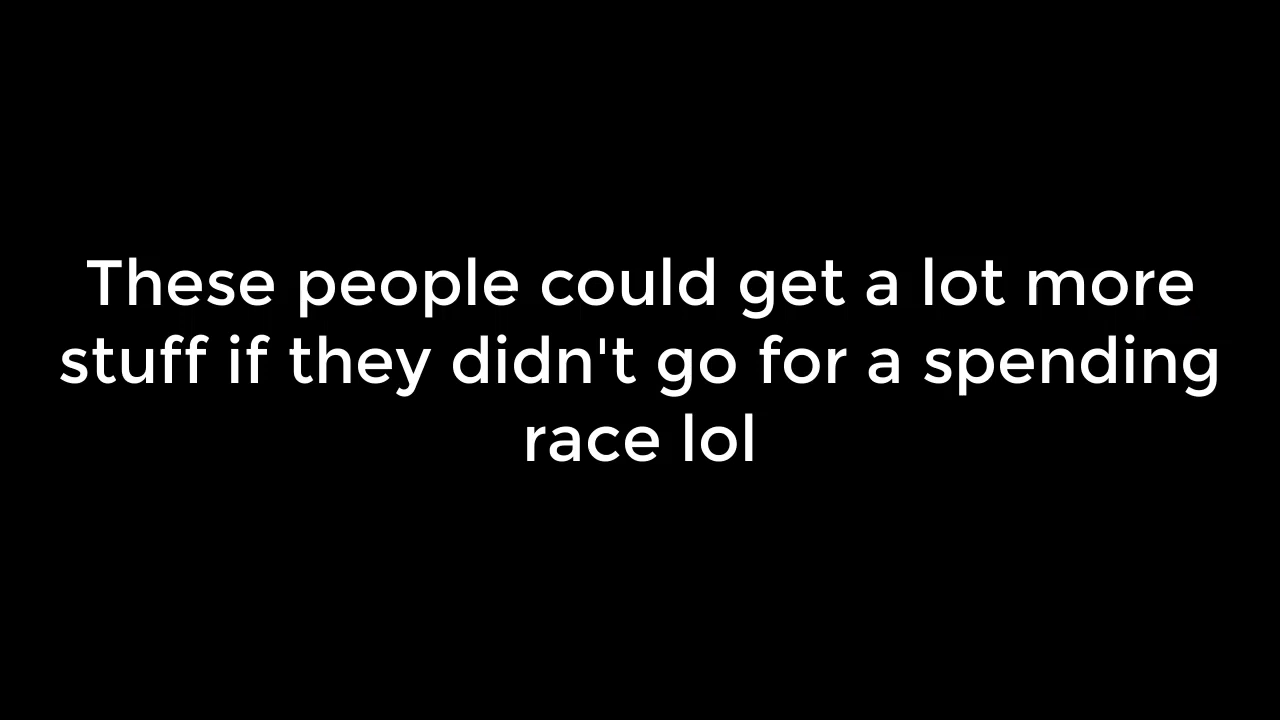 These people could get a lot more
stuff if they didn't go for a spending
race lol